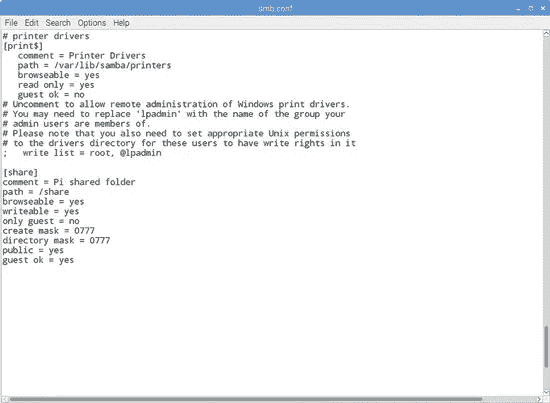 smb.conf
File Edit Search Options Help
# printer drivers
[print$]
   comment = Printer Drivers
   path = /var/lib/samba/printers
   browseable = yes
   read only = yes
   guest ok = no
# Uncomment to allow remote administration of Windows print drivers.
# You may need to replace 'lpadmin' with the name of the group your
# admin users are members of.
# Please note that you also need to set appropriate Unix permissions
# to the drivers directory for these users to have write rights in it
;   write list = root, @lpadmin
[share]
comment = Pi shared folder
path = /share
browseable = yes
writeable = yes
only guest = no
create mask = 0777
directory mask = 0777
public = yes
guest ok = yes